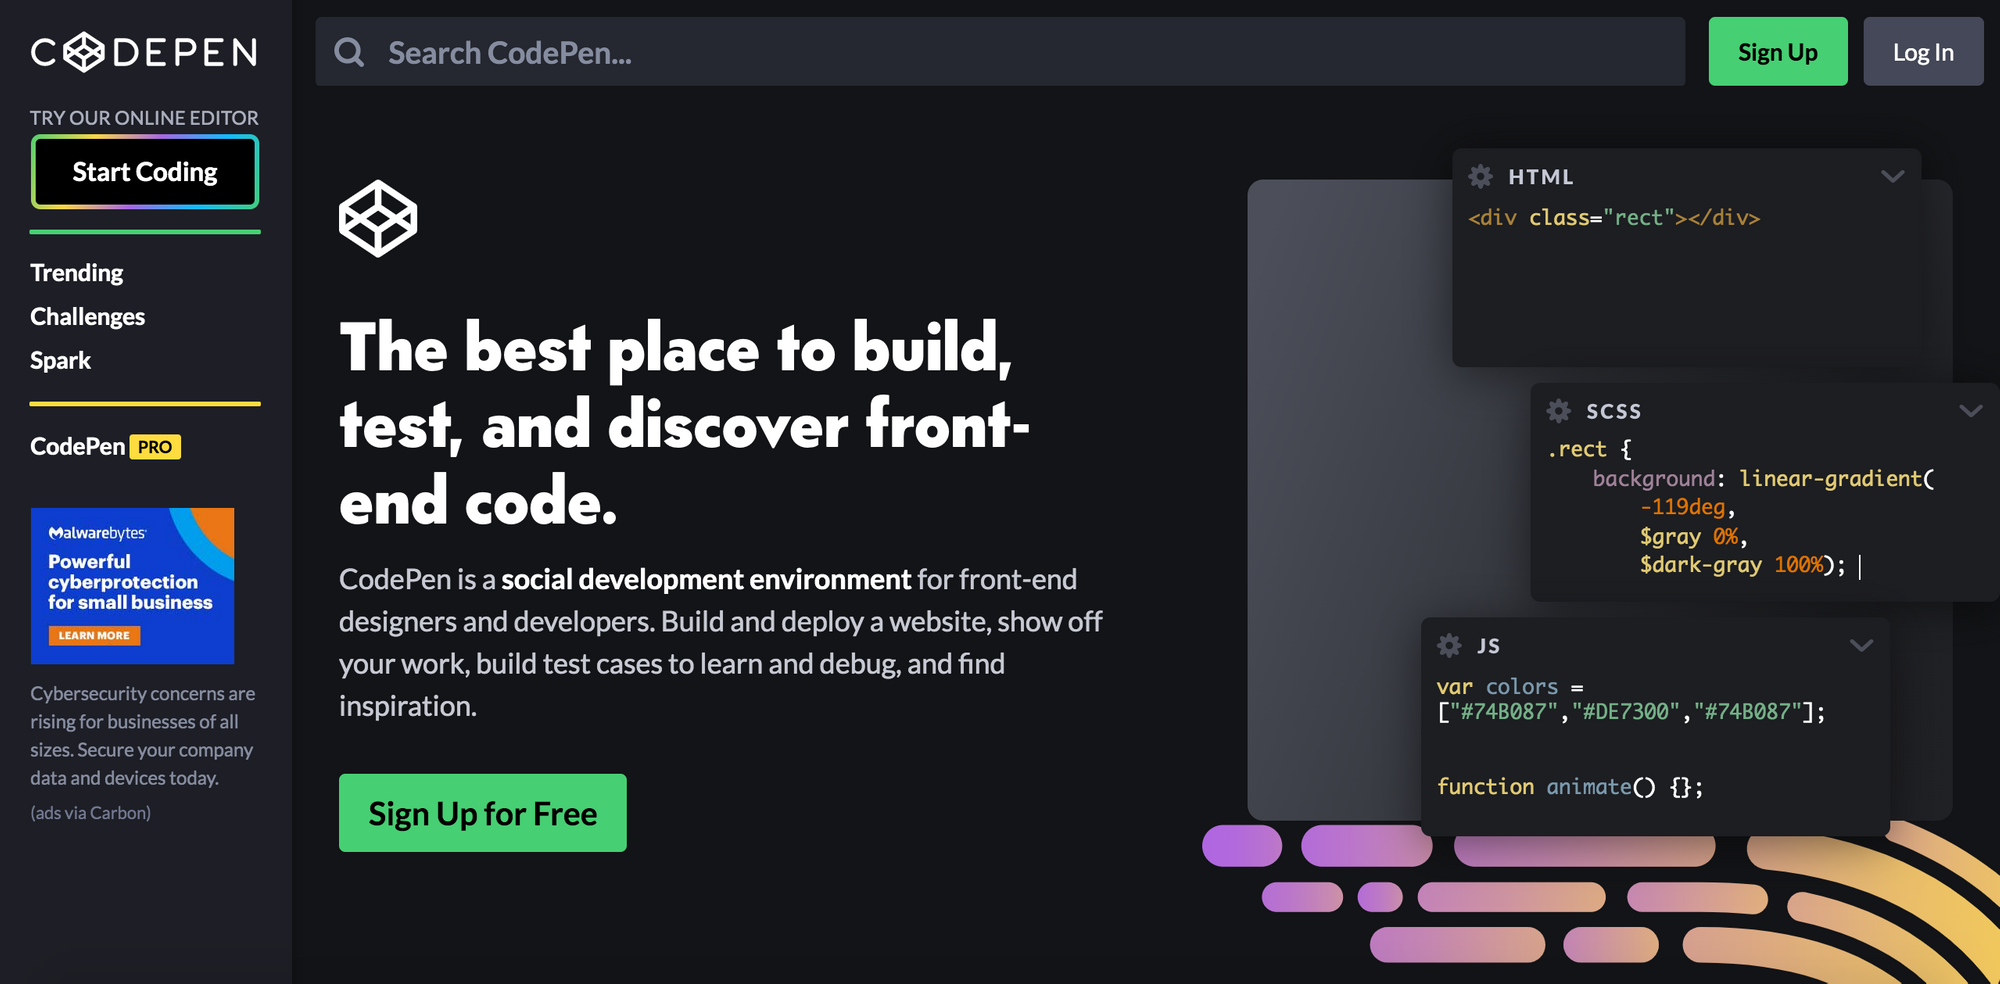 CODEPEN
TRY OUR ONLINE EDITOR
Start Coding
Trending
Challenges
Spark
CodePen PRO
Malwarebytes
Powerful
cyberprotection
for small business
LEARN MORE
Cybersecurity concerns are
rising for businesses of all
sizes. Secure your company
data and devices today.
(ads via Carbon)
Search CodePen...
Sign Up
Log In
The best place to build,
test, and discover front-
end code.
CodePen is a social development environment for front-end
designers and developers. Build and deploy a website, show off
your work, build test cases to learn and debug, and find
inspiration.
Sign Up for Free
HTML
<div class="rect"></div>
SCSS
.rect {
background: linear-gradient(
-119deg,
$gray 0%,
$dark-gray 100%);
JS
var colors =
["#74B087","#DE7300","#74B087"];
function animate() {};